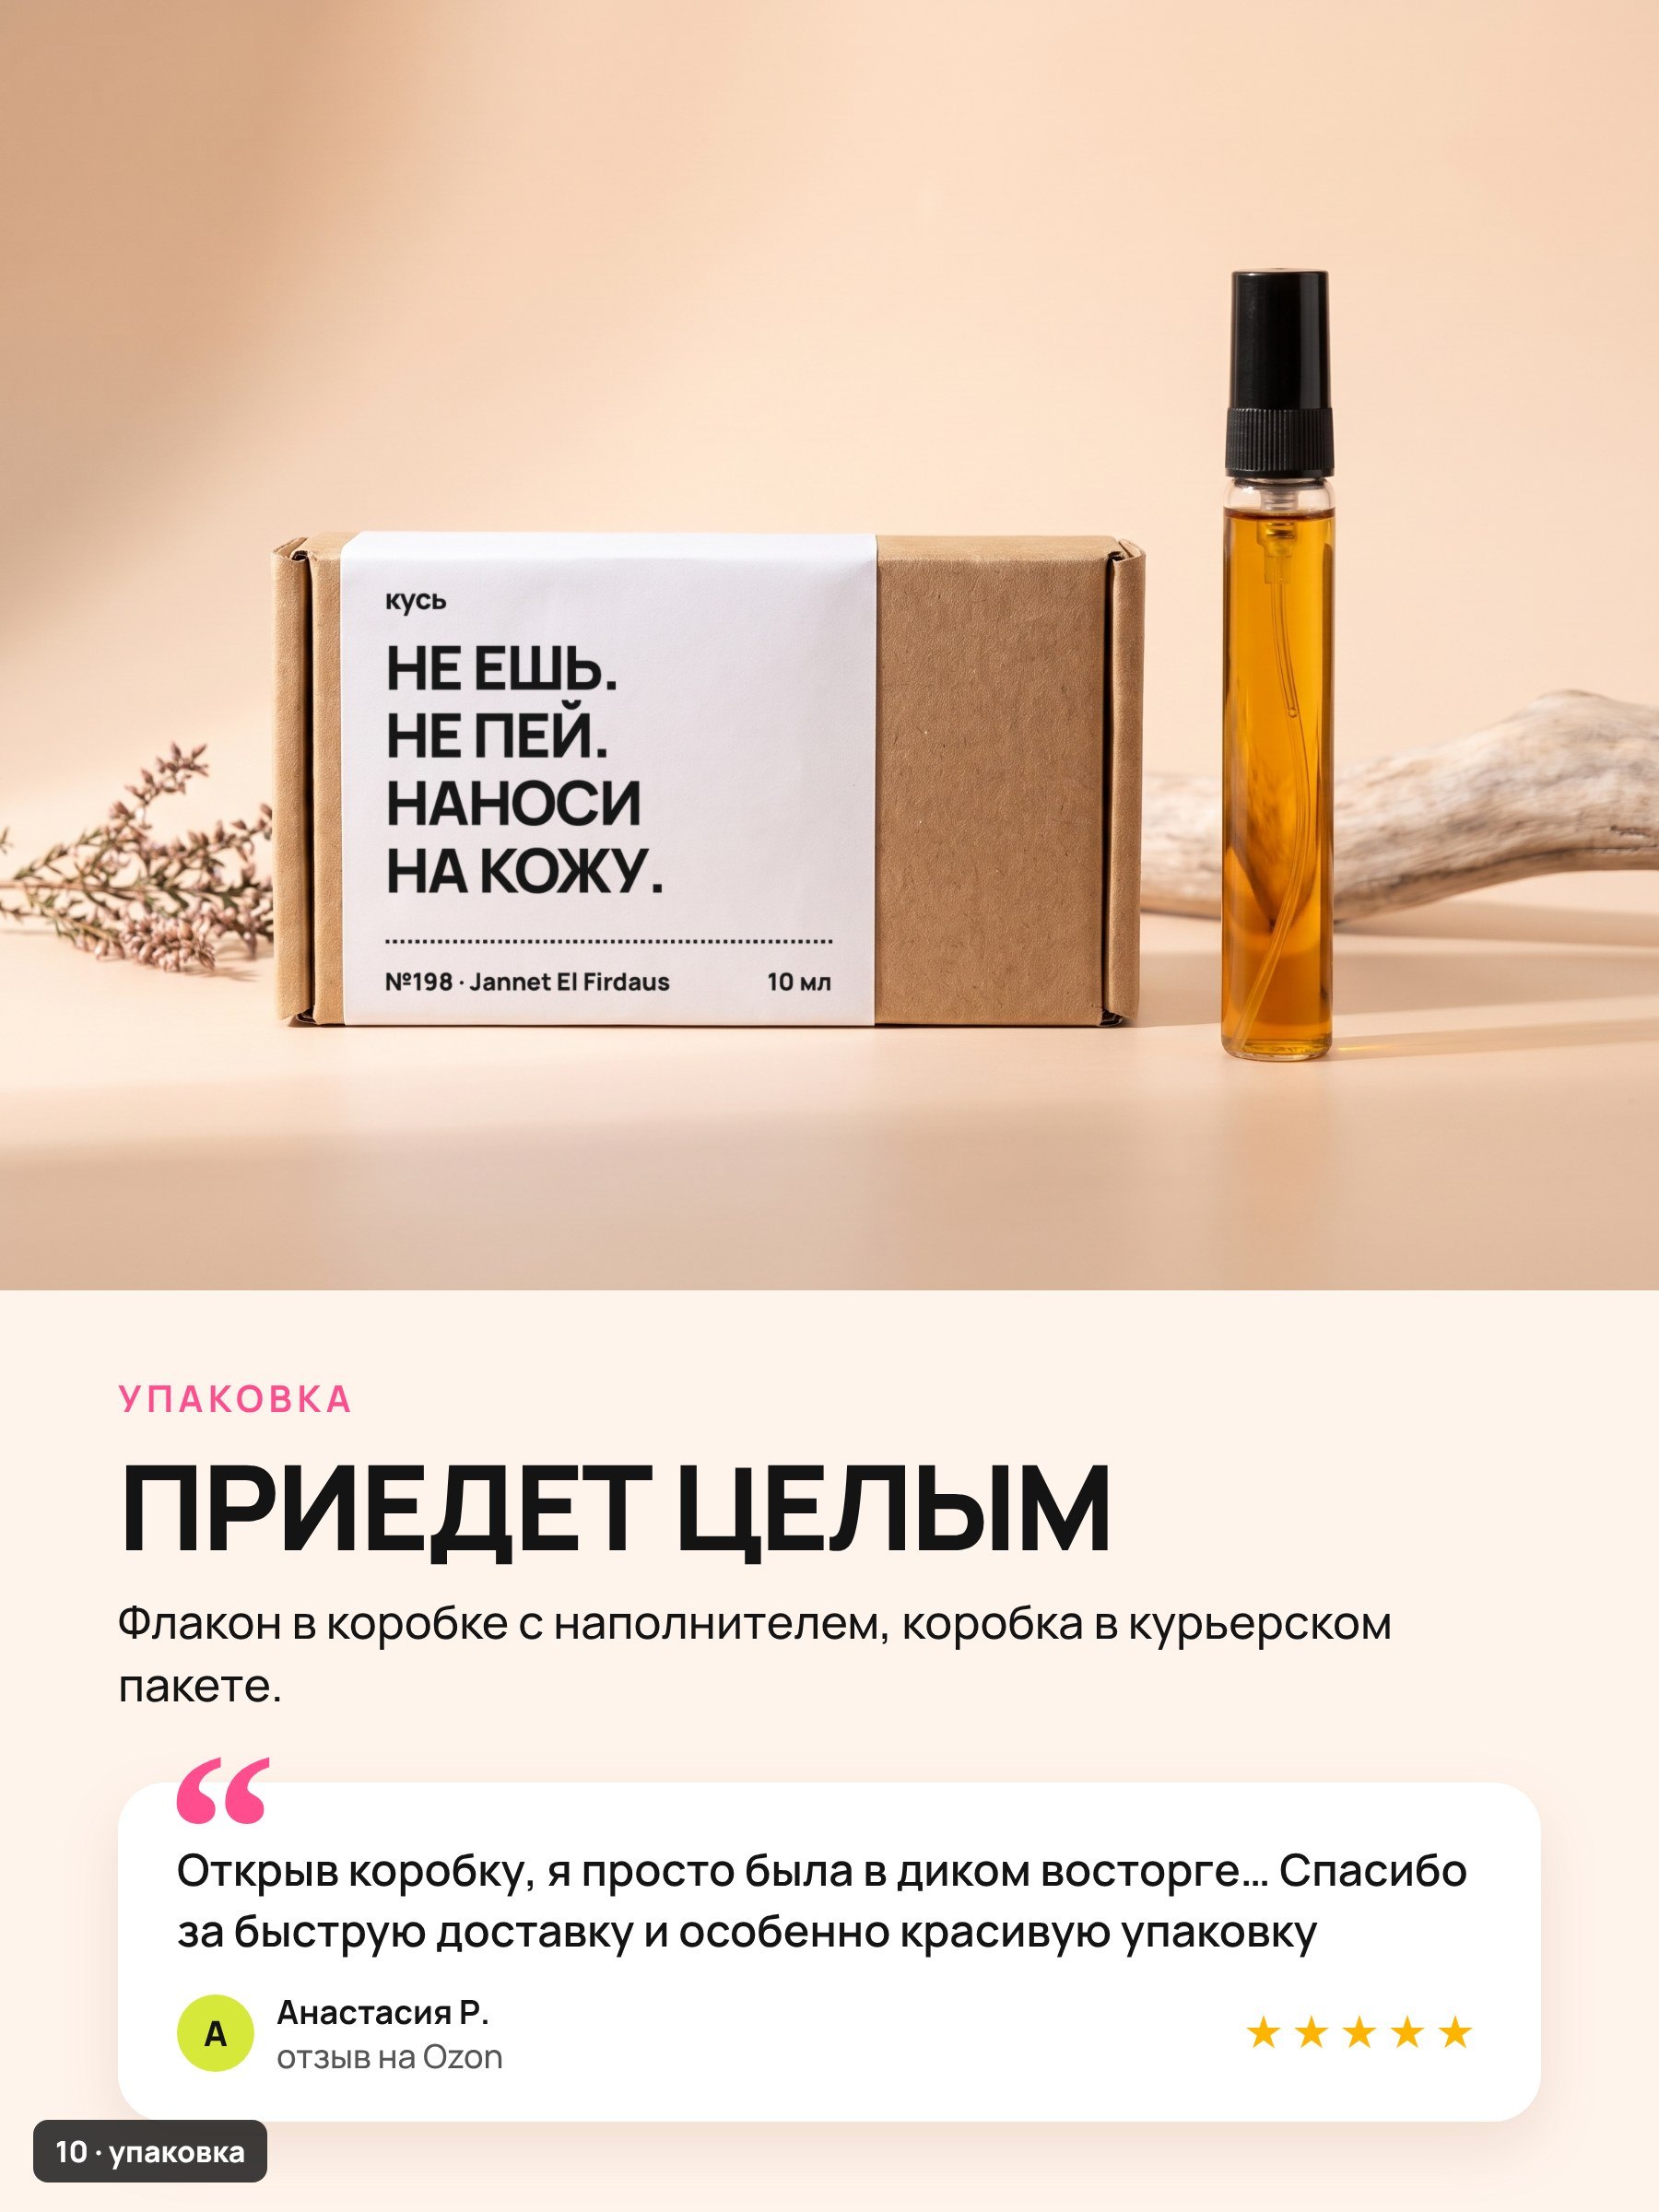 кусь
НЕ ЕШЬ.
НЕ ПЕЙ.
НАНОСИ
НА КОЖУ.
№198 · Jannet El Firdaus 10 мл
УПАКОВКА
ПРИЕДЕТ ЦЕЛЫМ
Флакон в коробке с наполнителем, коробка в курьерском
пакете.
“
Открыв коробку, я просто была в диком восторге... Спасибо
за быструю доставку и особенно красивую упаковку
А
Анастасия Р.
отзыв на Ozon
★★★★★
10 · упаковка